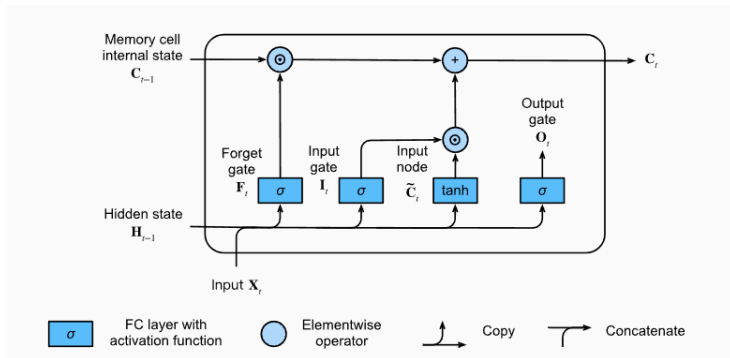 Memory cell
internal state
C_{t−1}
⊙
+
C_t
Output
gate
O_t
⊙
Forget
gate
F_t
Input
gate
I_t
Input
node
C̃_t
σ
σ
tanh
σ
Hidden state
H_{t−1}
Input X_t
σ
FC layer with
activation function
Elementwise
operator
Copy
Concatenate